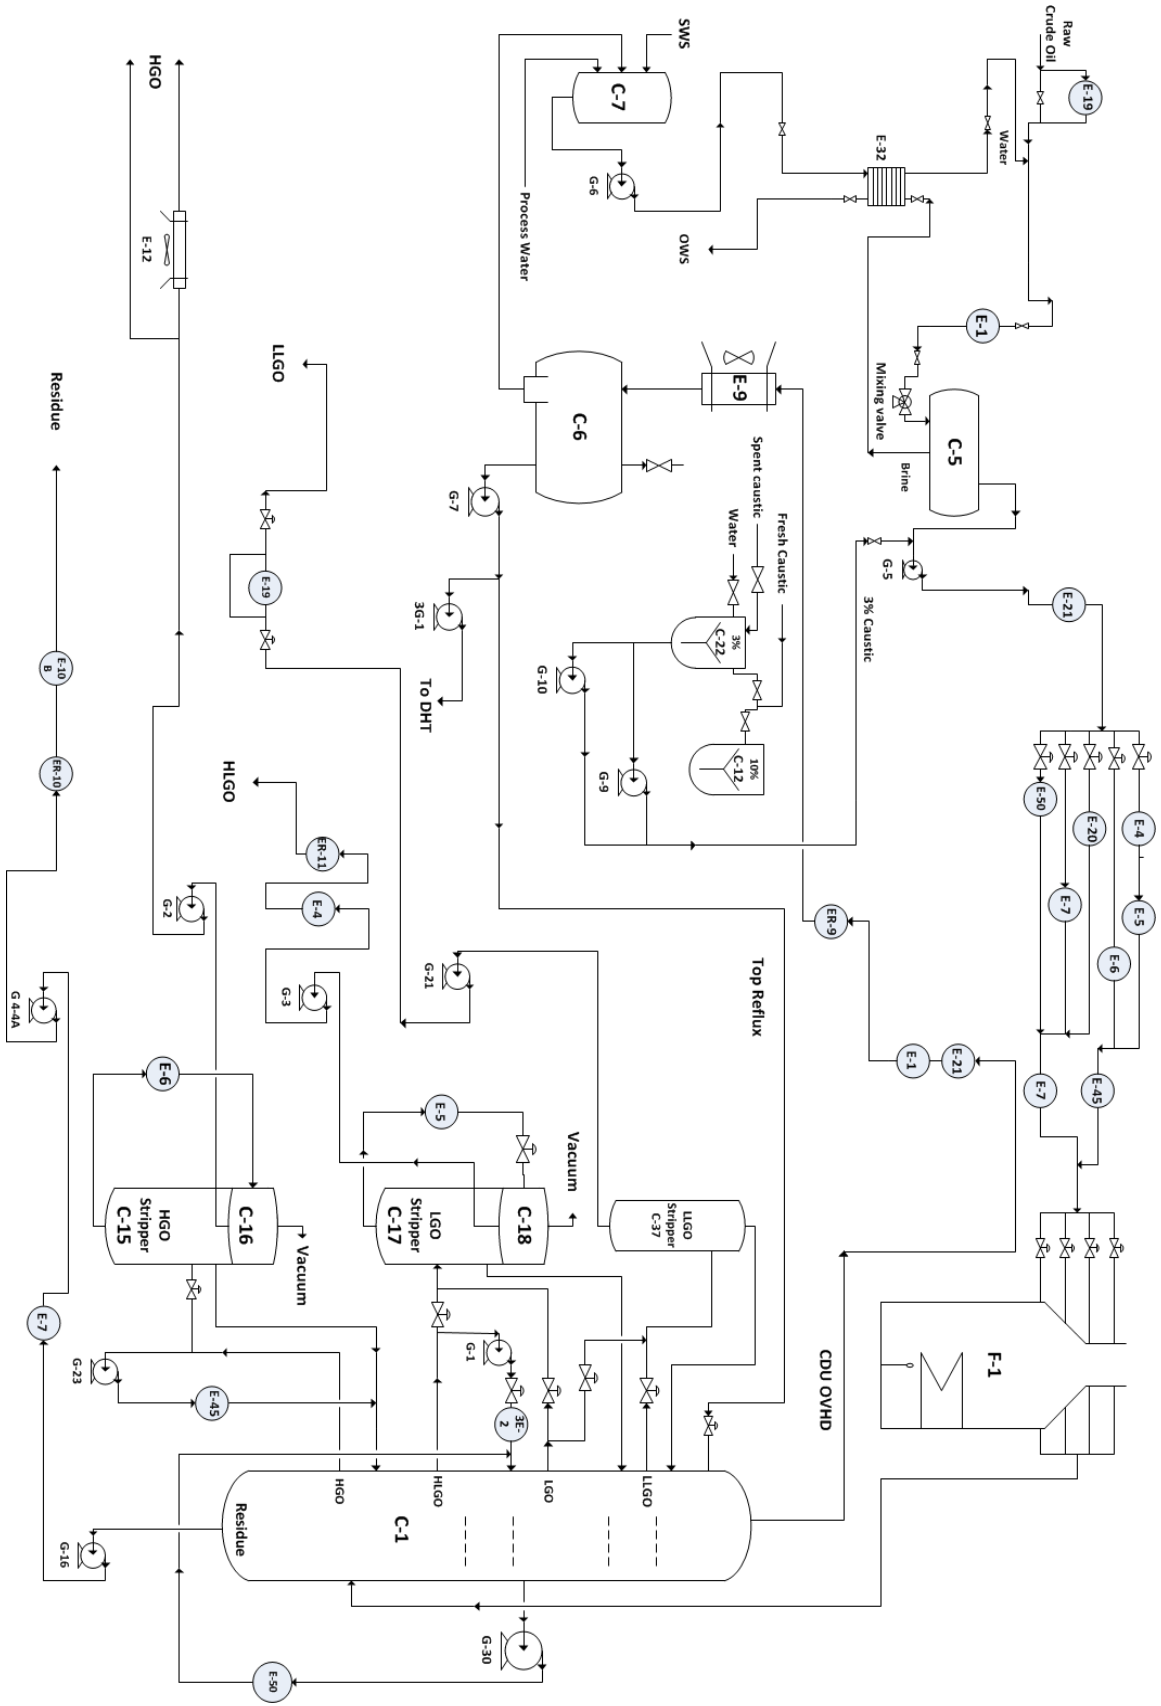 Raw
Crude Oil
E-19
Water
E-32
SWS
C-7
G-6
Process Water
OWS
E-1
Mixing valve
C-5
Brine
G-5
3% Caustic
E-21
E-4
E-5
E-20
E-6
E-7
E-50
E-45
E-7
F-1
E-21
E-1
ER-9
CDU OVHD
Top Reflux
E-9
C-6
G-7
3G-1
To DHT
Fresh Caustic
Spent caustic
Water
3%
C-22
10%
C-12
G-10
G-9
LLGO
Stripper
C-37
G-21
Vacuum
C-18
LGO
Stripper
C-17
E-5
G-1
3E-
2
G-3
E-4
ER-11
HLGO
LLGO
E-19
HGO
E-12
G-2
E-6
C-16
HGO
Stripper
C-15
Vacuum
G-23
E-45
LLGO
LGO
HLGO
HGO
C-1
Residue
G-30
E-50
G-16
E-7
G 4-4A
ER-10
E-10
B
Residue